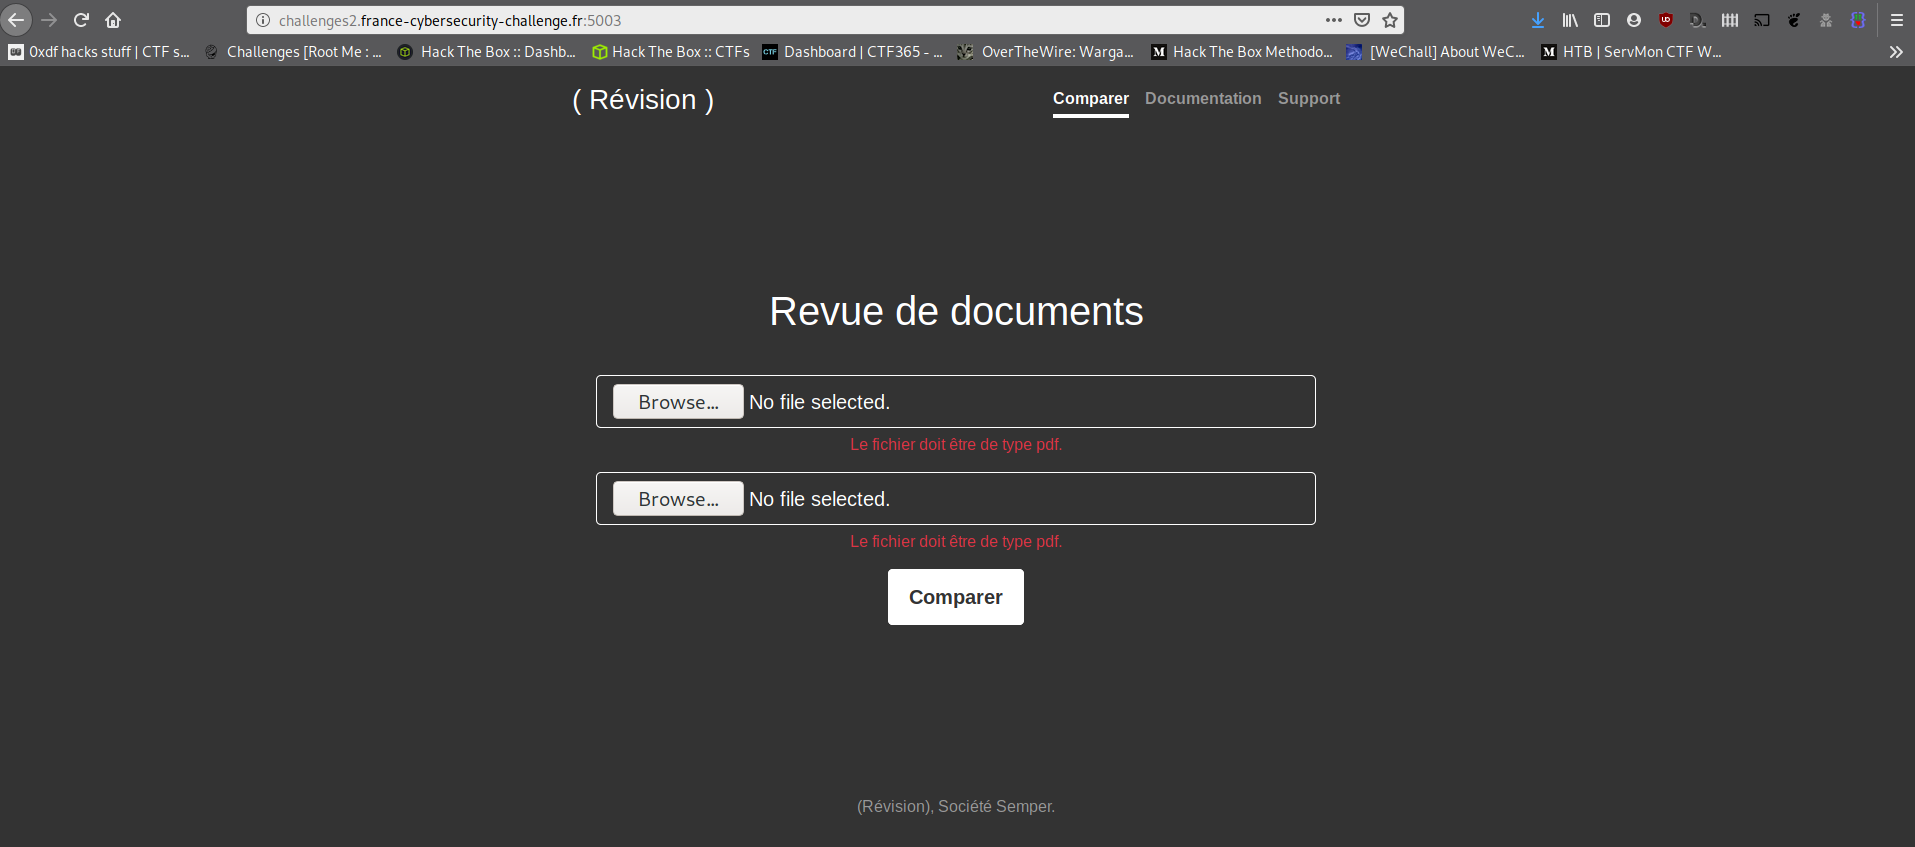 challenges2.france-cybersecurity-challenge.fr:5003
0xdf hacks stuff | CTF s... Challenges [Root Me : ... Hack The Box :: Dashb... Hack The Box :: CTFs CTF Dashboard | CTF365 - ... OverTheWire: Warga... M Hack The Box Methodo... [WeChall] About WeC... M HTB | ServMon CTF W...
( Révision ) Comparer Documentation Support
Revue de documents
Browse... No file selected.
Le fichier doit être de type pdf.
Browse... No file selected.
Le fichier doit être de type pdf.
Comparer
(Révision), Société Semper.